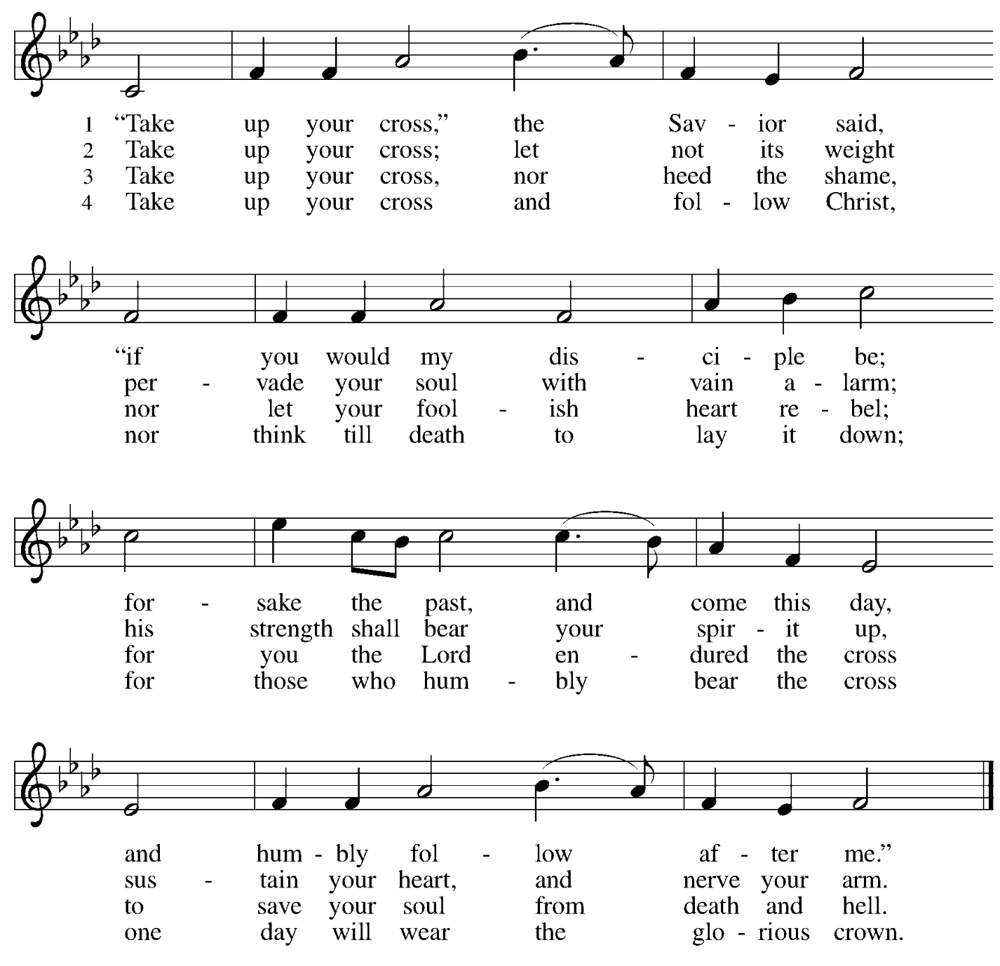 1 “Take up your cross,” the Sav - ior said,
2 Take up your cross; let not its weight
3 Take up your cross, nor heed the shame,
4 Take up your cross and fol - low Christ,
“if you would my dis - ci - ple be;
per - vade your soul with vain a - larm;
nor let your fool - ish heart re - bel;
nor think till death to lay it down;
for - sake the past, and come this day,
his strength shall bear your spir - it up,
for you the Lord en - dured the cross
for those who hum - bly bear the cross
and hum - bly fol - low af - ter me.”
sus - tain your heart, and nerve your arm.
to save your soul from death and hell.
one day will wear the glo - rious crown.